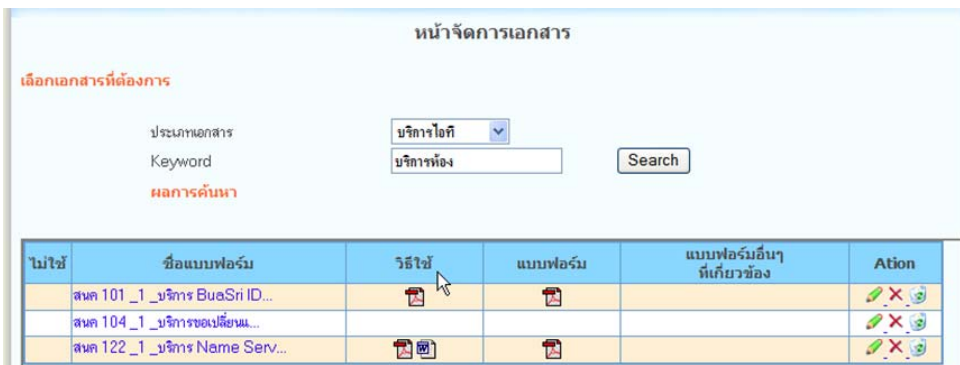 หน้าจัดการเอกสาร
เลือกเอกสารที่ต้องการ
ประเภทเอกสาร บริการไอที
Keyword บริการห้อง Search
ผลการค้นหา
ไม่ใช้ ชื่อแบบฟอร์ม วิธีใช้ แบบฟอร์ม แบบฟอร์มอื่นๆ ที่เกี่ยวข้อง Ation
สนค 101 _1 _บริการ BuaSri ID...
สนค 104 _1 _บริการขอเปลี่ยนแ...
สนค 122 _1 _บริการ Name Serv...